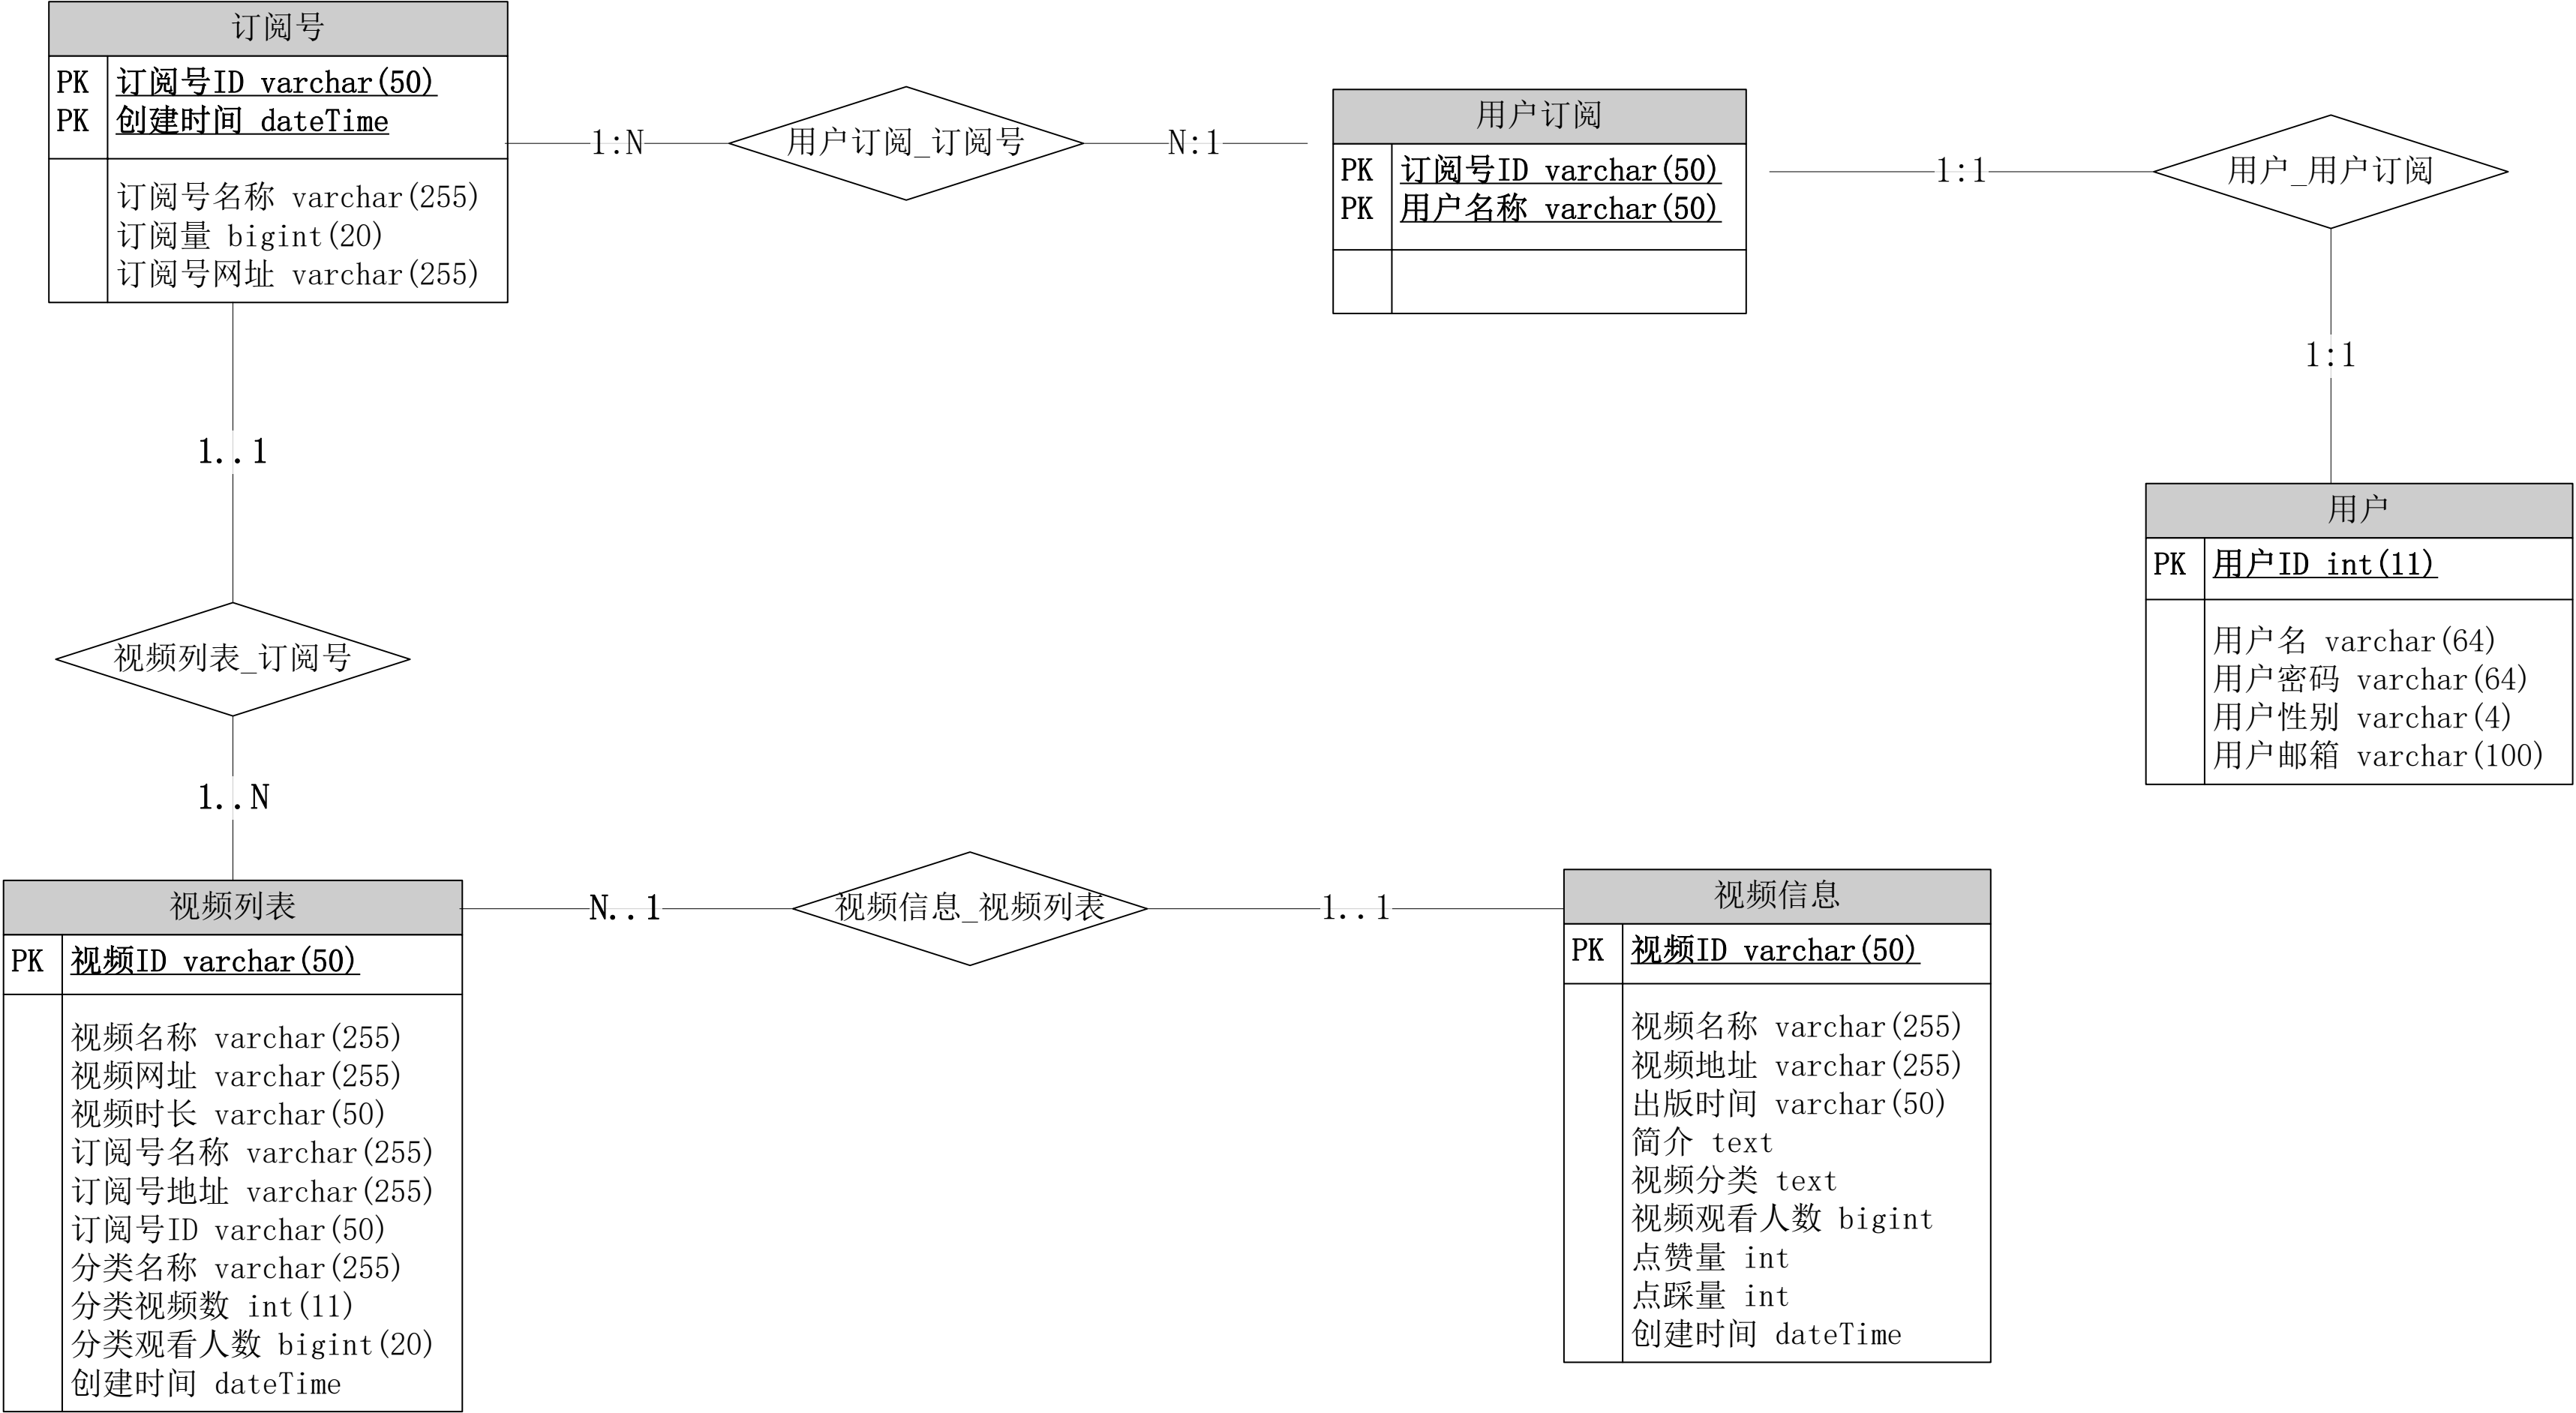 订阅号
PK 订阅号ID varchar(50)
PK 创建时间 dateTime
订阅号名称 varchar(255)
订阅量 bigint(20)
订阅号网址 varchar(255)
1:N
用户订阅_订阅号
N:1
用户订阅
PK 订阅号ID varchar(50)
PK 用户名称 varchar(50)
1:1
用户_用户订阅
1:1
用户
PK 用户ID int(11)
用户名 varchar(64)
用户密码 varchar(64)
用户性别 varchar(4)
用户邮箱 varchar(100)
1..1
视频列表_订阅号
1..N
视频列表
PK 视频ID varchar(50)
视频名称 varchar(255)
视频网址 varchar(255)
视频时长 varchar(50)
订阅号名称 varchar(255)
订阅号地址 varchar(255)
订阅号ID varchar(50)
分类名称 varchar(255)
分类视频数 int(11)
分类观看人数 bigint(20)
创建时间 dateTime
N..1
视频信息_视频列表
1..1
视频信息
PK 视频ID varchar(50)
视频名称 varchar(255)
视频地址 varchar(255)
出版时间 varchar(50)
简介 text
视频分类 text
视频观看人数 bigint
点赞量 int
点踩量 int
创建时间 dateTime